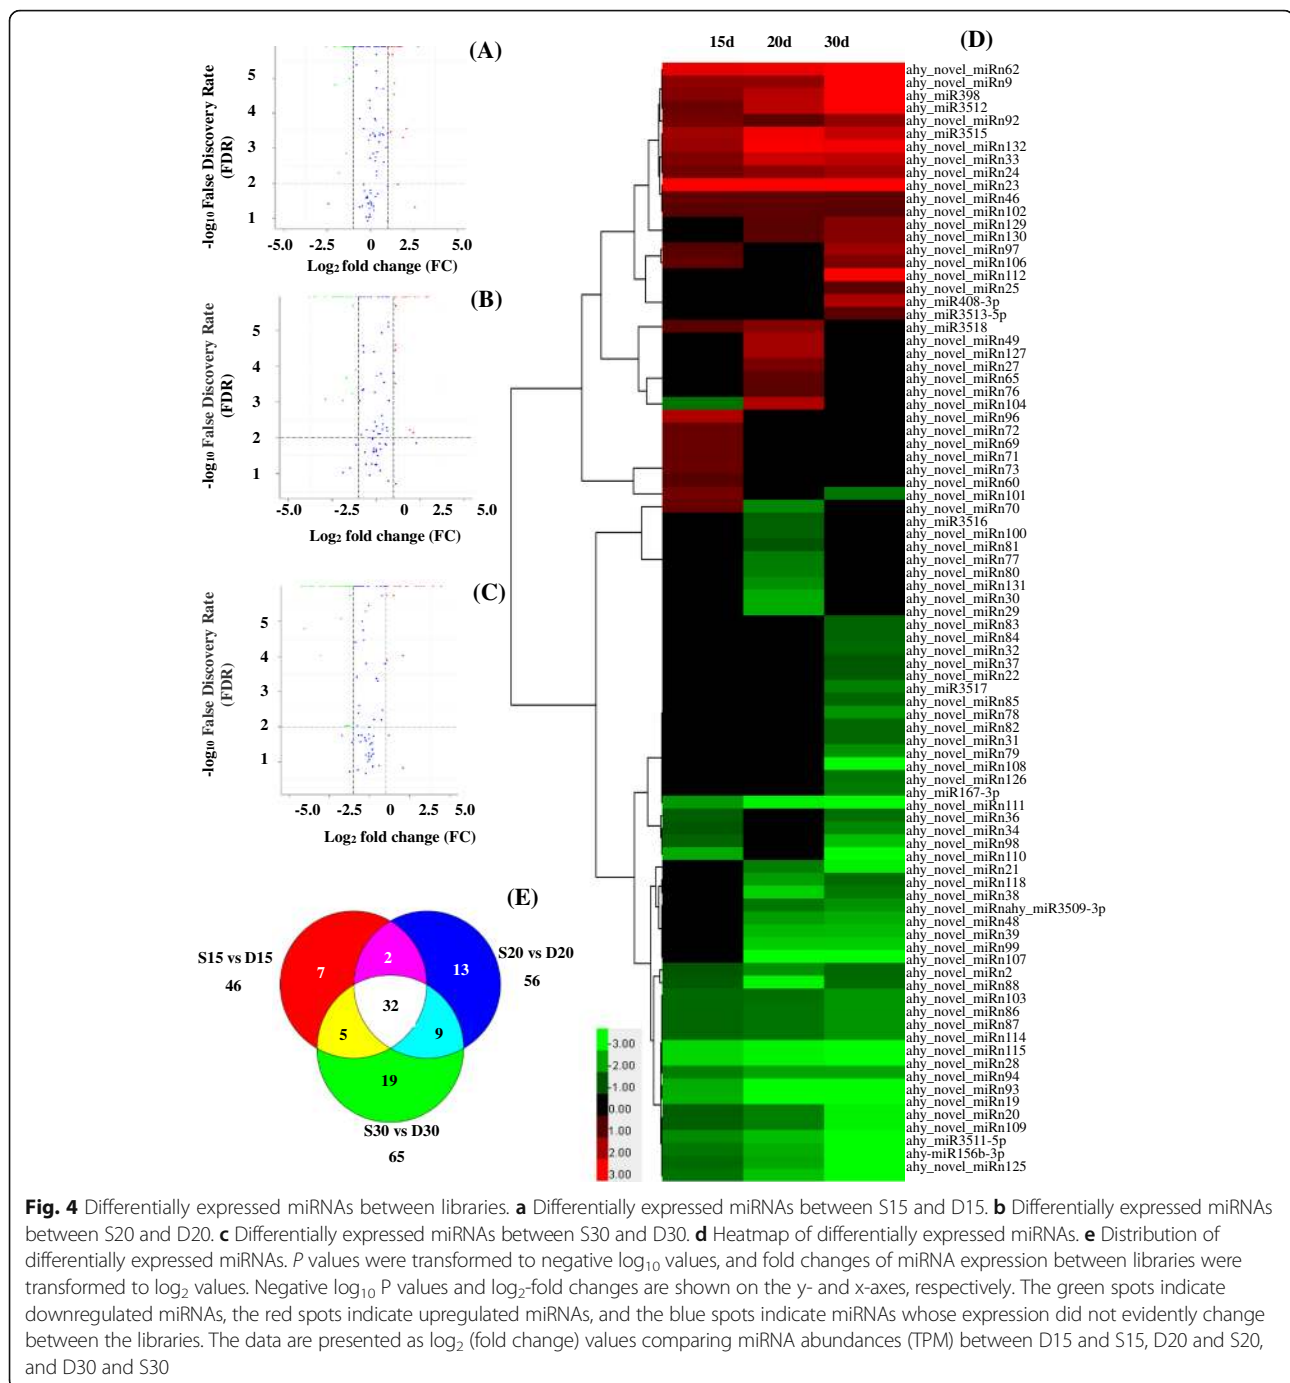 (A)
-log₁₀ False Discovery Rate
(FDR)
5
4
3
2
1
-5.0 -2.5 0 2.5 5.0
Log₂ fold change (FC)
(B)
-log₁₀ False Discovery Rate
(FDR)
5
4
3
2
1
-5.0 -2.5 0 2.5 5.0
Log₂ fold change (FC)
(C)
-log₁₀ False Discovery Rate
(FDR)
5
4
3
2
1
-5.0 -2.5 0 2.5 5.0
Log₂ fold change (FC)
(D)
15d 20d 30d
ahy_novel_miRn62
ahy_novel_miRn9
ahy_miR398
ahy_miR3512
ahy_novel_miRn92
ahy_miR3515
ahy_novel_miRn132
ahy_novel_miRn33
ahy_novel_miRn24
ahy_novel_miRn23
ahy_novel_miRn46
ahy_novel_miRn102
ahy_novel_miRn129
ahy_novel_miRn130
ahy_novel_miRn97
ahy_novel_miRn106
ahy_novel_miRn112
ahy_novel_miRn25
ahy_miR408-3p
ahy_miR3513-5p
ahy_miR3518
ahy_novel_miRn49
ahy_novel_miRn127
ahy_novel_miRn27
ahy_novel_miRn65
ahy_novel_miRn76
ahy_novel_miRn104
ahy_novel_miRn96
ahy_novel_miRn72
ahy_novel_miRn69
ahy_novel_miRn71
ahy_novel_miRn73
ahy_novel_miRn60
ahy_novel_miRn101
ahy_novel_miRn70
ahy_miR3516
ahy_novel_miRn100
ahy_novel_miRn81
ahy_novel_miRn77
ahy_novel_miRn80
ahy_novel_miRn131
ahy_novel_miRn30
ahy_novel_miRn29
ahy_novel_miRn83
ahy_novel_miRn84
ahy_novel_miRn32
ahy_novel_miRn37
ahy_novel_miRn22
ahy_miR3517
ahy_novel_miRn85
ahy_novel_miRn78
ahy_novel_miRn82
ahy_novel_miRn31
ahy_novel_miRn79
ahy_novel_miRn108
ahy_novel_miRn126
ahy_miR167-3p
ahy_novel_miRn111
ahy_novel_miRn36
ahy_novel_miRn34
ahy_novel_miRn98
ahy_novel_miRn110
ahy_novel_miRn21
ahy_novel_miRn118
ahy_novel_miRn38
ahy_novel_miRnahy_miR3509-3p
ahy_novel_miRn48
ahy_novel_miRn39
ahy_novel_miRn99
ahy_novel_miRn107
ahy_novel_miRn2
ahy_novel_miRn88
ahy_novel_miRn103
ahy_novel_miRn86
ahy_novel_miRn87
ahy_novel_miRn114
ahy_novel_miRn115
ahy_novel_miRn28
ahy_novel_miRn94
ahy_novel_miRn93
ahy_novel_miRn19
ahy_novel_miRn20
ahy_novel_miRn109
ahy_miR3511-5p
ahy-miR156b-3p
ahy_novel_miRn125
-3.00
-2.00
-1.00
0.00
1.00
2.00
3.00
(E)
S15 vs D15
46
S20 vs D20
56
7
2
13
32
5
9
19
S30 vs D30
65
Fig. 4 Differentially expressed miRNAs between libraries. a Differentially expressed miRNAs between S15 and D15. b Differentially expressed miRNAs
between S20 and D20. c Differentially expressed miRNAs between S30 and D30. d Heatmap of differentially expressed miRNAs. e Distribution of
differentially expressed miRNAs. P values were transformed to negative log₁₀ values, and fold changes of miRNA expression between libraries were
transformed to log₂ values. Negative log₁₀ P values and log₂-fold changes are shown on the y- and x-axes, respectively. The green spots indicate
downregulated miRNAs, the red spots indicate upregulated miRNAs, and the blue spots indicate miRNAs whose expression did not evidently change
between the libraries. The data are presented as log₂ (fold change) values comparing miRNA abundances (TPM) between D15 and S15, D20 and S20,
and D30 and S30